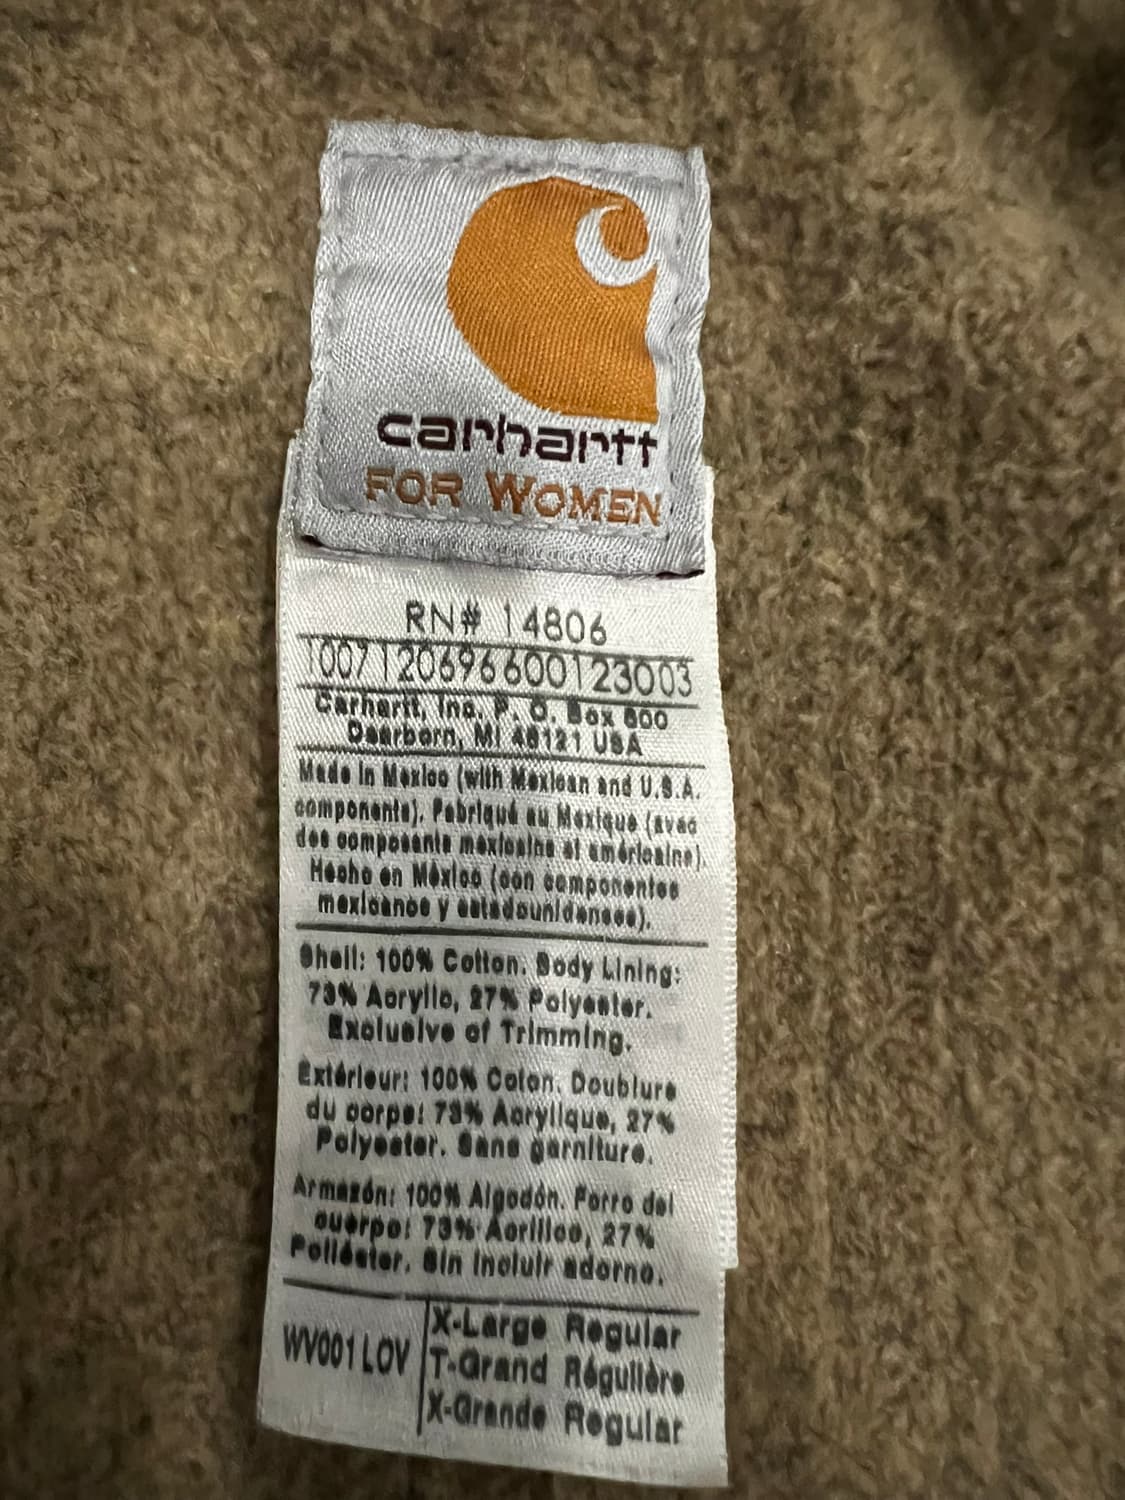 carhartt
FOR WOMEN
RN# 14806
1007120696600123003
Carhartt, Inc. P. O. Box 600
Dearborn, MI 48121 USA
Made in Mexico (with Mexican and U.S.A.
components). Fabriqué au Mexique (avec
des composants mexicains et américains).
Hecho en México (con componentes
mexicanos y estadounidenses).
Shell: 100% Cotton. Body Lining:
73% Acrylic, 27% Polyester.
Exclusive of Trimming.
Extérieur: 100% Coton. Doublure
du corps: 73% Acrylique, 27%
Polyester. Sans garniture.
Armazón: 100% Algodón. Forro del
cuerpo: 73% Acrílico, 27%
Poliéster. Sin incluir adorno.
WV001 LOV
X-Large Regular
T-Grand Régulière
X-Grande Regular